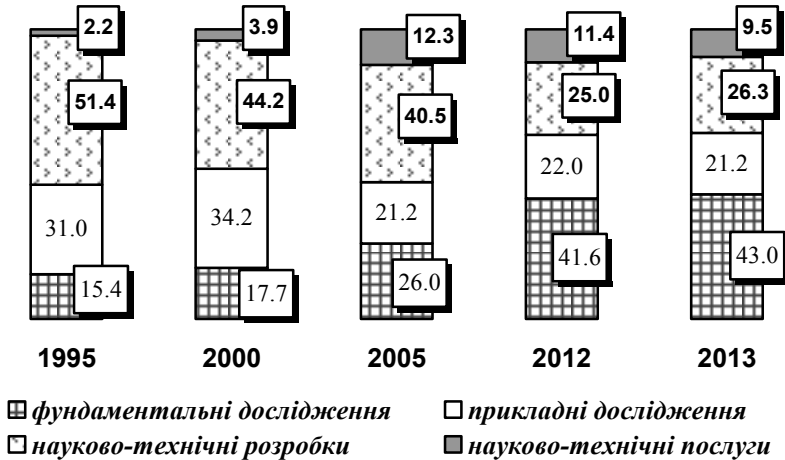 2.2 3.9 12.3 11.4 9.5
51.4 44.2 40.5 25.0 26.3
31.0 34.2 21.2 22.0 21.2
15.4 17.7 26.0 41.6 43.0
1995 2000 2005 2012 2013
фундаментальні дослідження прикладні дослідження
науково-технічні розробки науково-технічні послуги